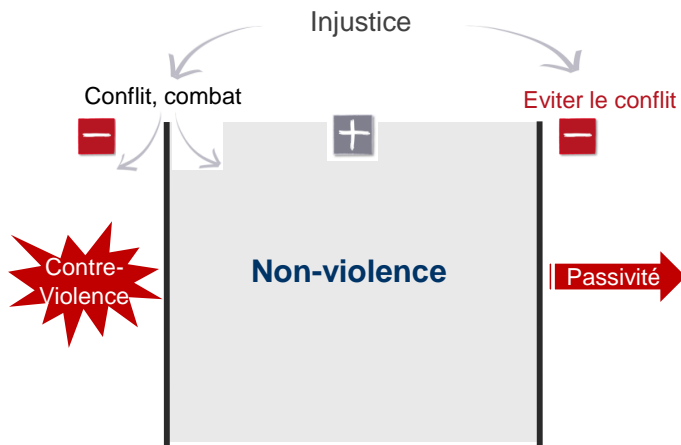 Injustice
Conflit, combat
Eviter le conflit
Contre-
Violence
Non-violence
Passivité